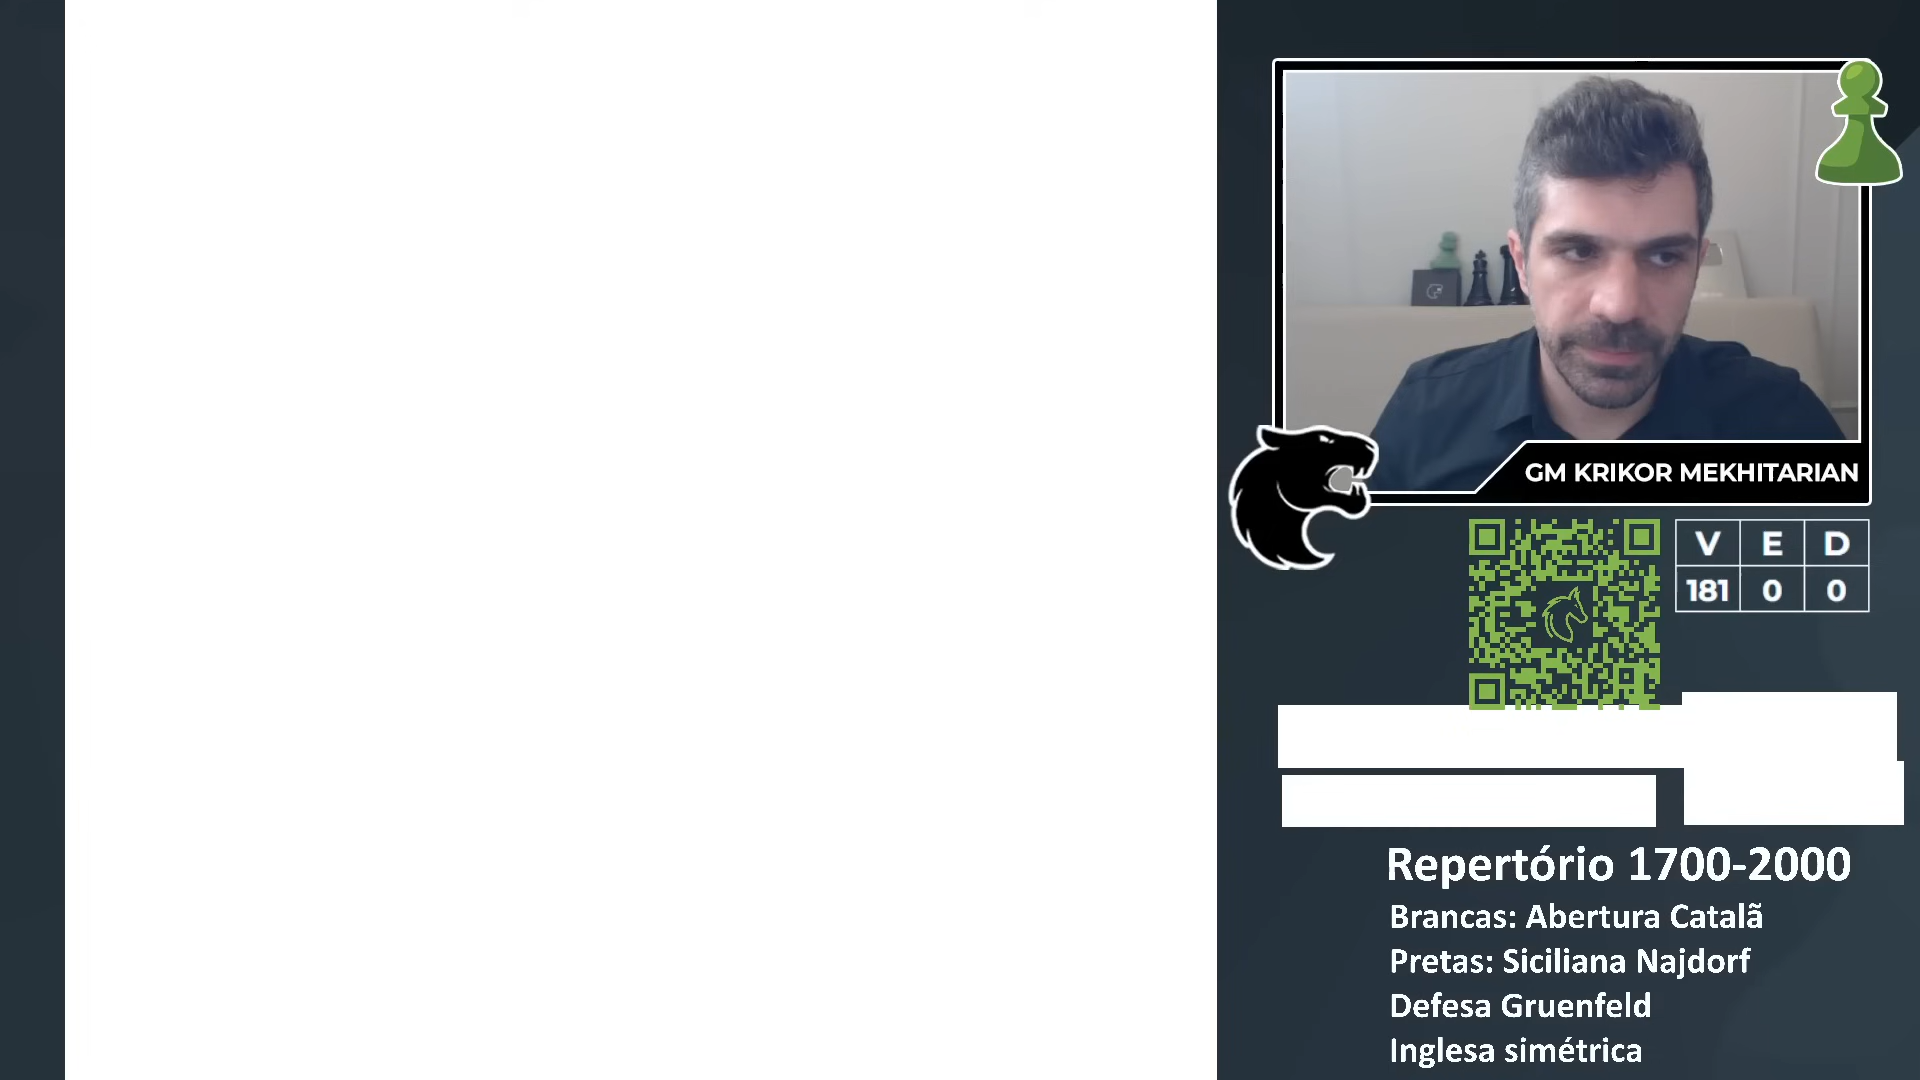 GM KRIKOR MEKHITARIAN
V E D
181 0 0
Repertório 1700-2000
Brancas: Abertura Catalã
Pretas: Siciliana Najdorf
Defesa Gruenfeld
Inglesa simétrica